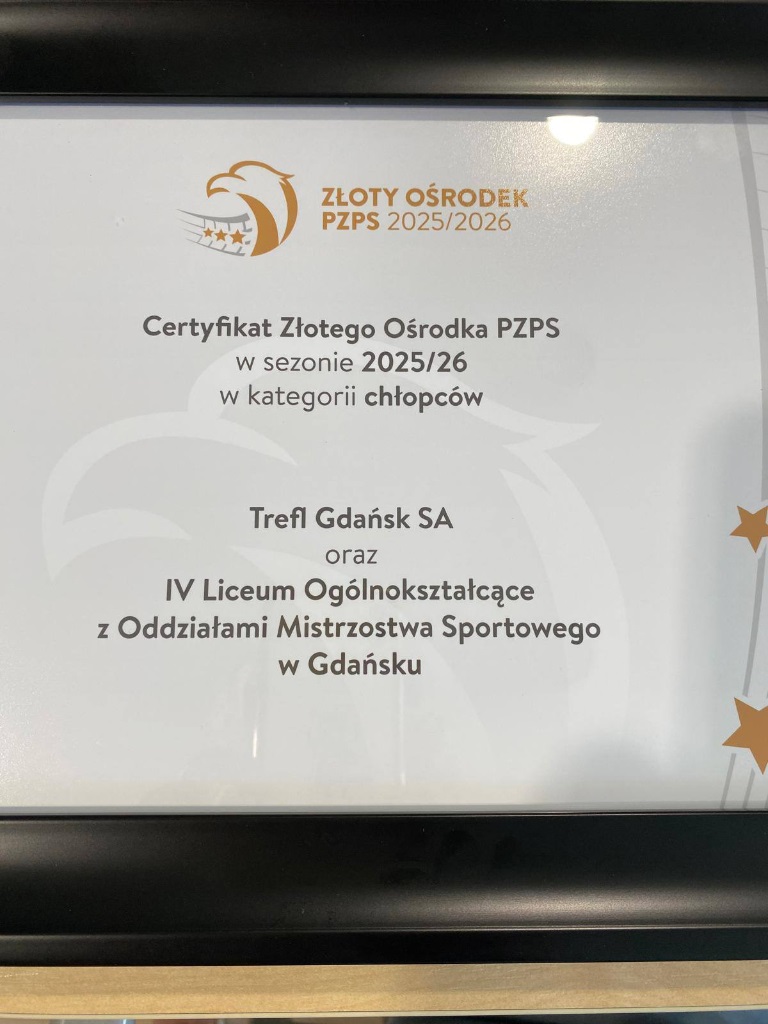 ZŁOTY OŚRODEK
PZPS 2025/2026
Certyfikat Złotego Ośrodka PZPS
w sezonie 2025/26
w kategorii chłopców
Trefl Gdańsk SA
oraz
IV Liceum Ogólnokształcące
z Oddziałami Mistrzostwa Sportowego
w Gdańsku